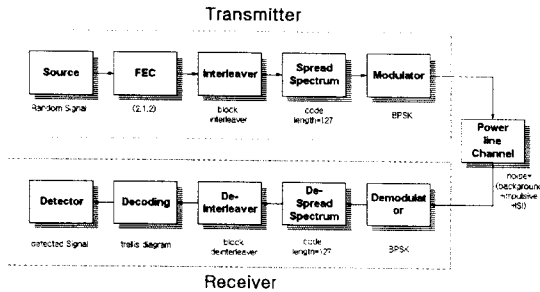 Transmitter
Source
FEC
Interleaver
Spread
Spectrum
Modulator
Random Signal
(2,1,2)
block
interleaver
code
length=127
BPSK
Power
line
Channel
noise=
(background
+impulsive
+ISI)
Detector
Decoding
De-
Interleaver
De-
Spread
Spectrum
Demodulat
or
detected Signal
trellis diagram
block
deinterleaver
code
length=127
BPSK
Receiver